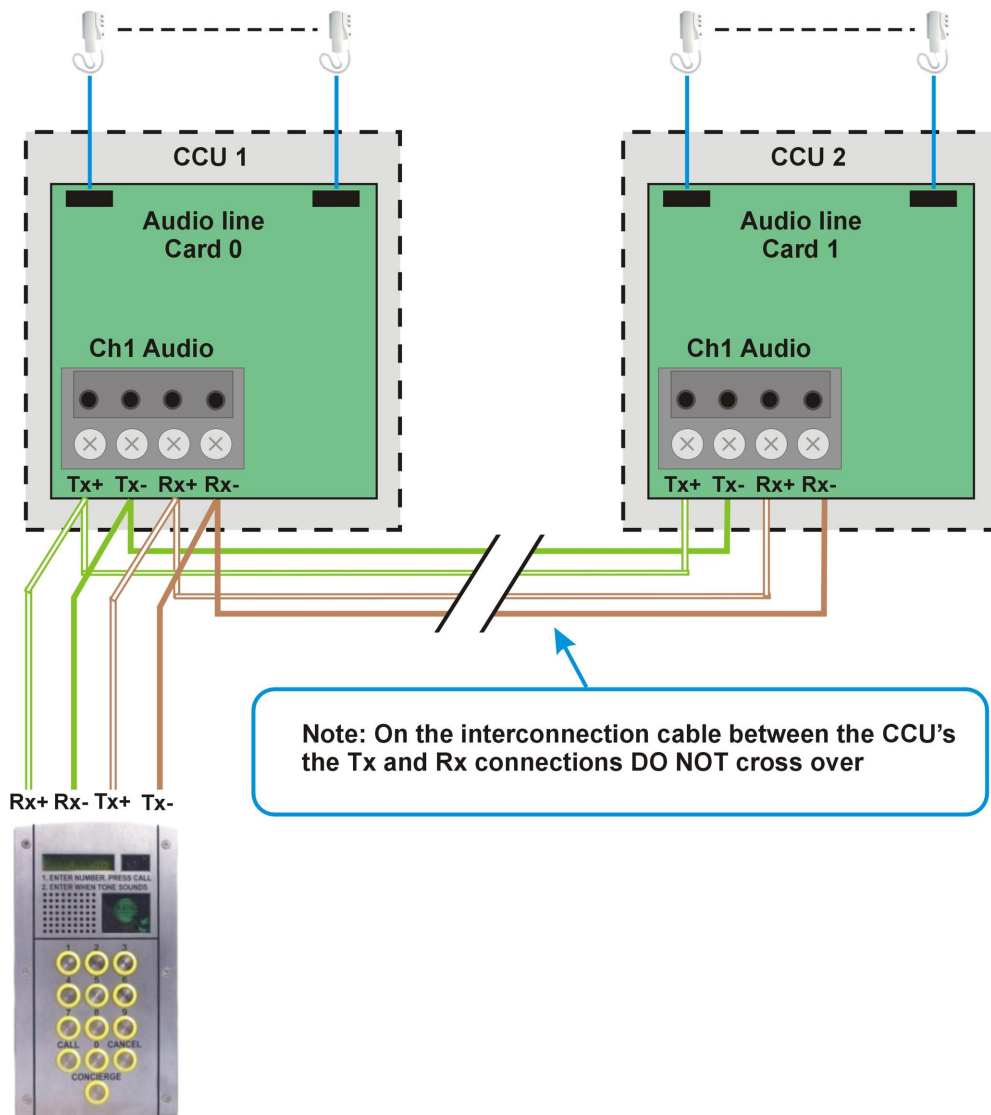 CCU 1
CCU 2
Audio line
Card 0
Audio line
Card 1
Ch1 Audio
Ch1 Audio
Tx+ Tx- Rx+ Rx-
Tx+ Tx- Rx+ Rx-
Note: On the interconnection cable between the CCU's
the Tx and Rx connections DO NOT cross over
Rx+ Rx- Tx+ Tx-
1. ENTER NUMBER, PRESS CALL
2. ENTER WHEN TONE SOUNDS
1 2 3
4 5 6
7 8 9
CALL 0 CANCEL
CONCIERGE